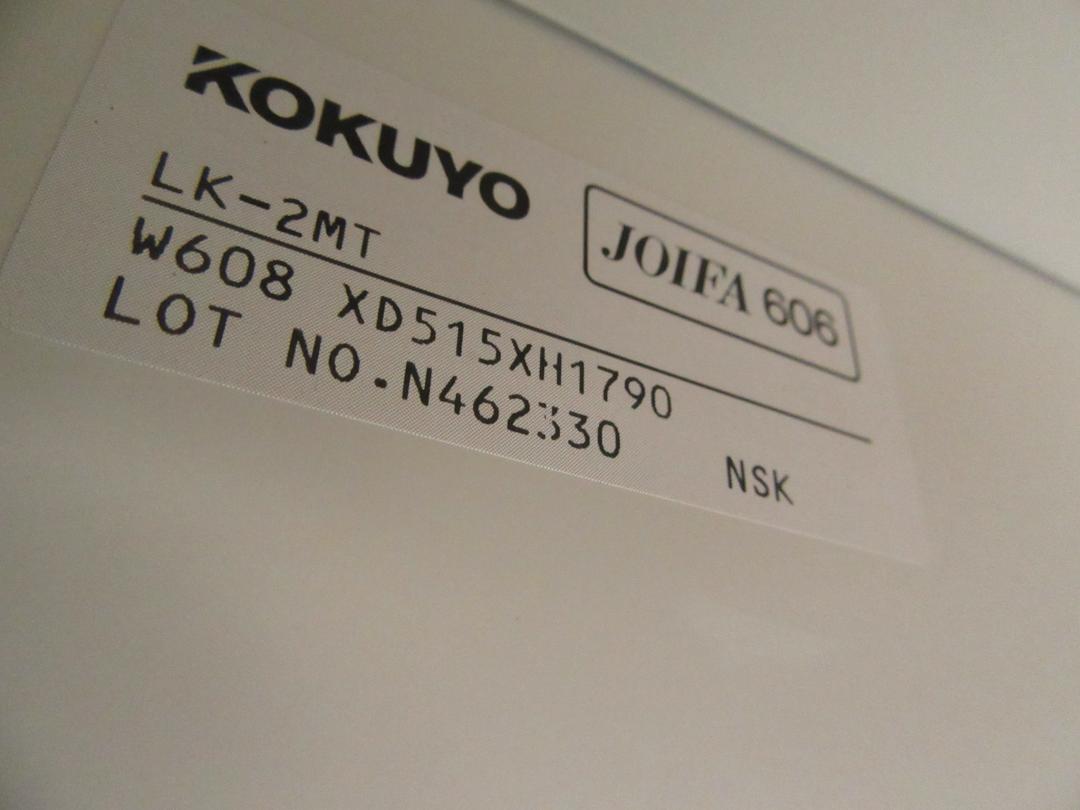 KOKUYO
JOIFA 606
LK-2MT
W608 XD515XH1790
LOT NO.N462330
NSK